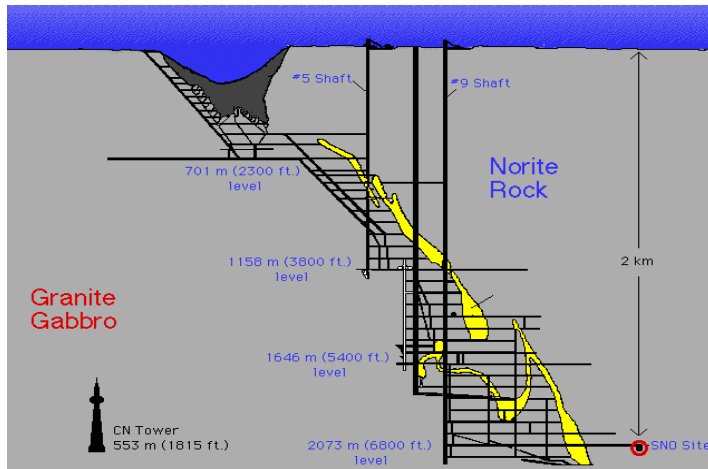 #5 Shaft
#9 Shaft
Norite
Rock
701 m (2300 ft.)
level
2 km
1158 m (3800 ft.)
level
Granite
Gabbro
1646 m (5400 ft.)
level
CN Tower
553 m (1815 ft.)
2073 m (6800 ft.)
level
SNO Site